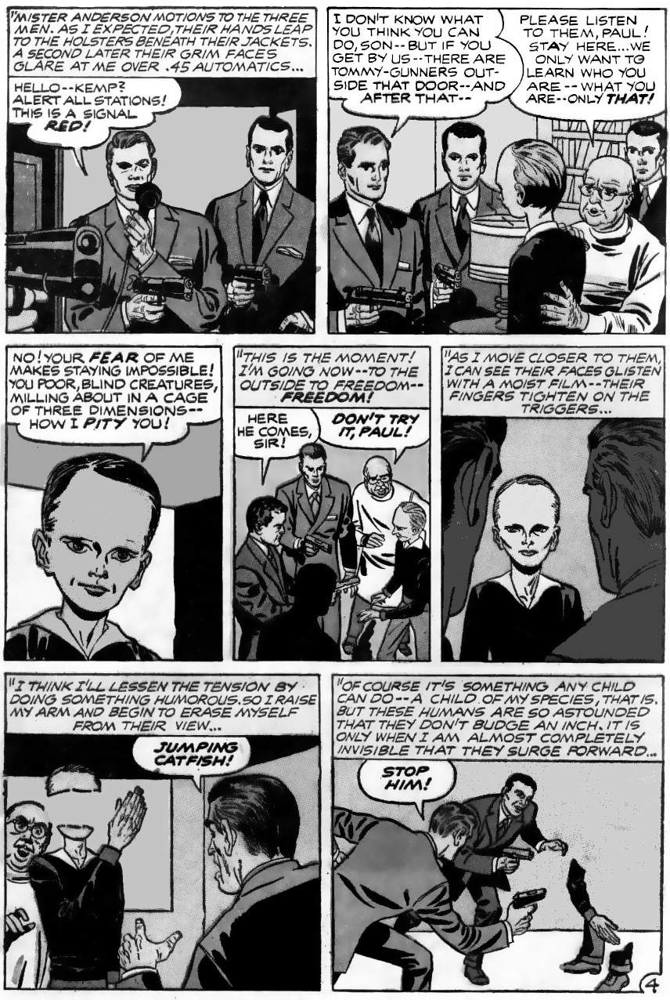 "MISTER ANDERSON MOTIONS TO THE THREE
MEN. AS I EXPECTED, THEIR HANDS LEAP
TO THE HOLSTERS BENEATH THEIR JACKETS.
A SECOND LATER THEIR GRIM FACES
GLARE AT ME OVER .45 AUTOMATICS...
HELLO--KEMP?
ALERT ALL STATIONS!
THIS IS A SIGNAL
RED!
I DON'T KNOW WHAT
YOU THINK YOU CAN
DO, SON--BUT IF YOU
GET BY US--THERE ARE
TOMMY-GUNNERS OUT-
SIDE THAT DOOR--AND
AFTER THAT--
PLEASE LISTEN
TO THEM, PAUL!
STAY HERE...WE
ONLY WANT TO
LEARN WHO YOU
ARE--WHAT YOU
ARE--ONLY THAT!
NO! YOUR FEAR OF ME
MAKES STAYING IMPOSSIBLE!
YOU POOR, BLIND CREATURES,
MILLING ABOUT IN A CAGE
OF THREE DIMENSIONS--
HOW I PITY YOU!
"THIS IS THE MOMENT!
I'M GOING NOW--TO THE
OUTSIDE TO FREEDOM--
FREEDOM!
HERE
HE COMES,
SIR!
DON'T TRY
IT, PAUL!
"AS I MOVE CLOSER TO THEM,
I CAN SEE THEIR FACES GLISTEN
WITH A MOIST FILM--THEIR
FINGERS TIGHTEN ON THE
TRIGGERS...
"I THINK I'LL LESSEN THE TENSION BY
DOING SOMETHING HUMOROUS. SO I RAISE
MY ARM AND BEGIN TO ERASE MYSELF
FROM THEIR VIEW...
JUMPING
CATFISH!
"OF COURSE IT'S SOMETHING ANY CHILD
CAN DO--A CHILD OF MY SPECIES, THAT IS.
BUT THESE HUMANS ARE SO ASTOUNDED
THAT THEY DON'T BUDGE AN INCH. IT IS
ONLY WHEN I AM ALMOST COMPLETELY
INVISIBLE THAT THEY SURGE FORWARD...
STOP
HIM!
4